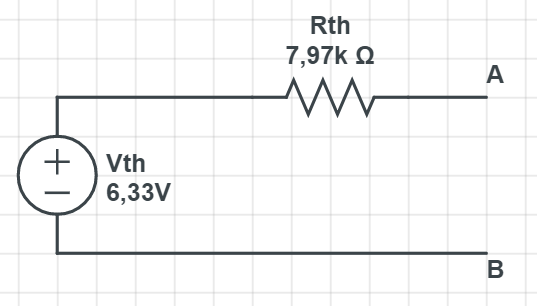 Rth
7,97k Ω
A
+
Vth
6,33V
B